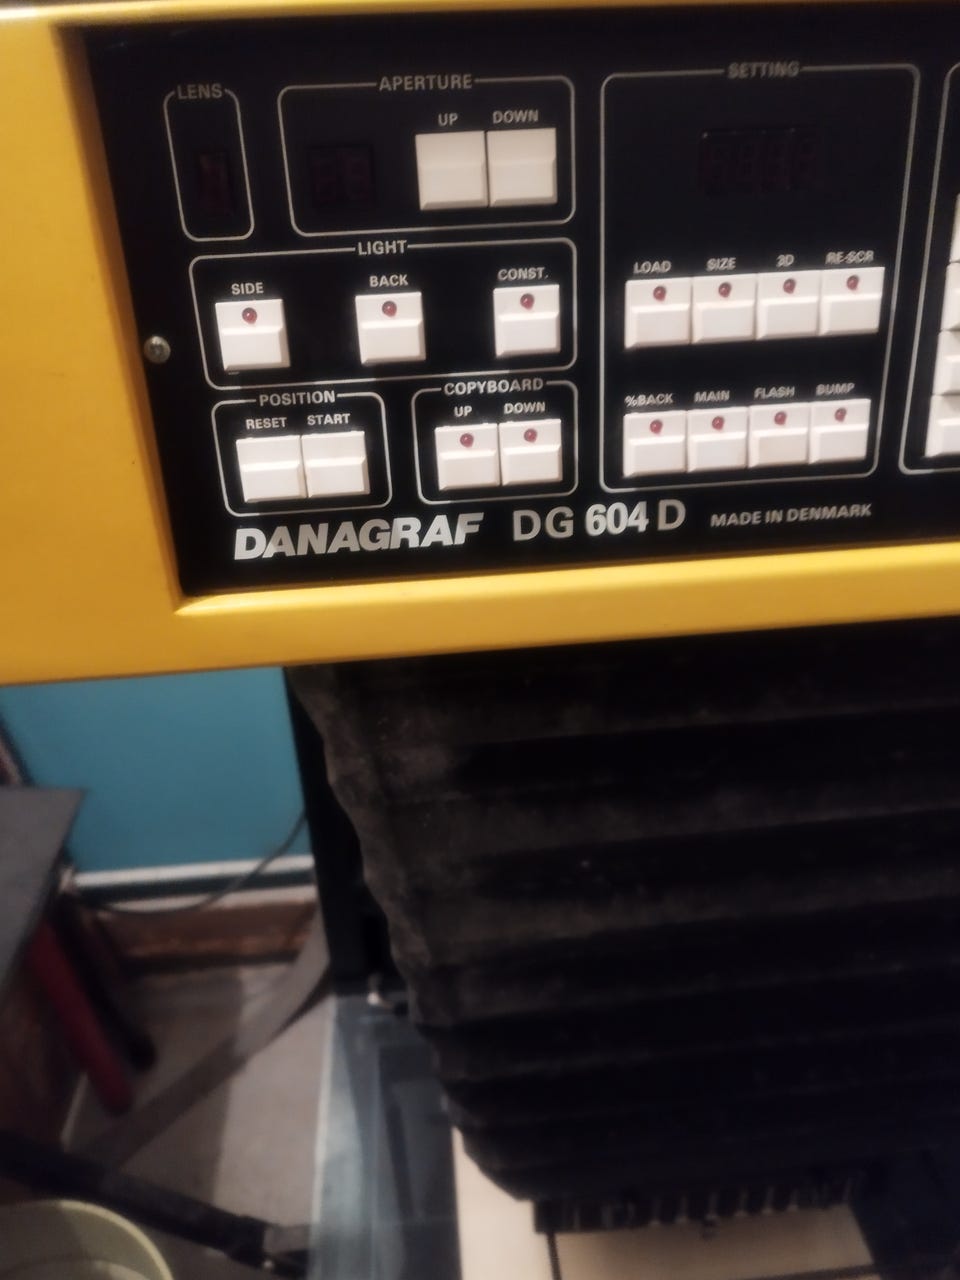 LENS
APERTURE
UP DOWN
LIGHT
SIDE BACK CONST.
POSITION
RESET START
COPYBOARD
UP DOWN
SETTING
LOAD SIZE 3D RE-SCR
%BACK MAIN FLASH BUMP
DANAGRAF DG 604 D MADE IN DENMARK